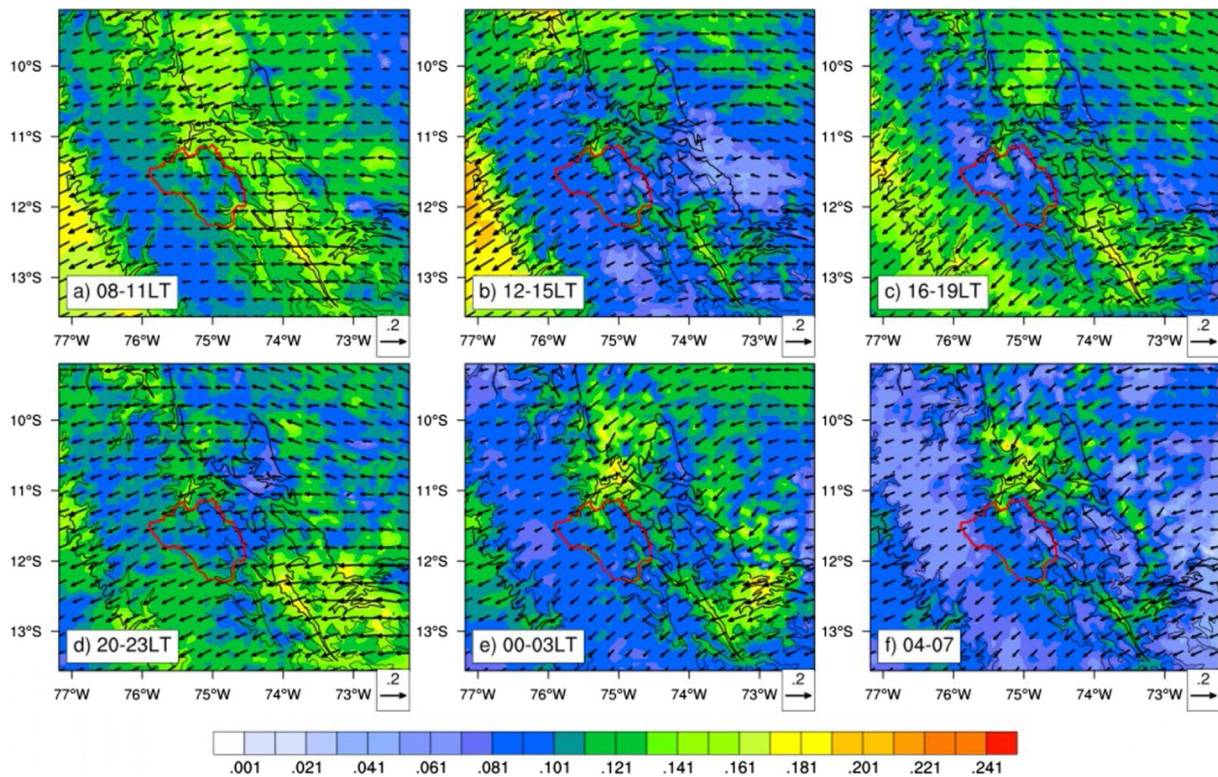 10°S
11°S
12°S
13°S
a) 08-11LT
b) 12-15LT
c) 16-19LT
.2
.2
.2
77°W 76°W 75°W 74°W 73°W
77°W 76°W 75°W 74°W 73°W
77°W 76°W 75°W 74°W 73°W
10°S
11°S
12°S
13°S
10°S
11°S
12°S
13°S
10°S
11°S
12°S
13°S
d) 20-23LT
e) 00-03LT
f) 04-07
.2
.2
.2
77°W 76°W 75°W 74°W 73°W
77°W 76°W 75°W 74°W 73°W
77°W 76°W 75°W 74°W 73°W
10°S
11°S
12°S
13°S
10°S
11°S
12°S
13°S
.001 .021 .041 .061 .081 .101 .121 .141 .161 .181 .201 .221 .241